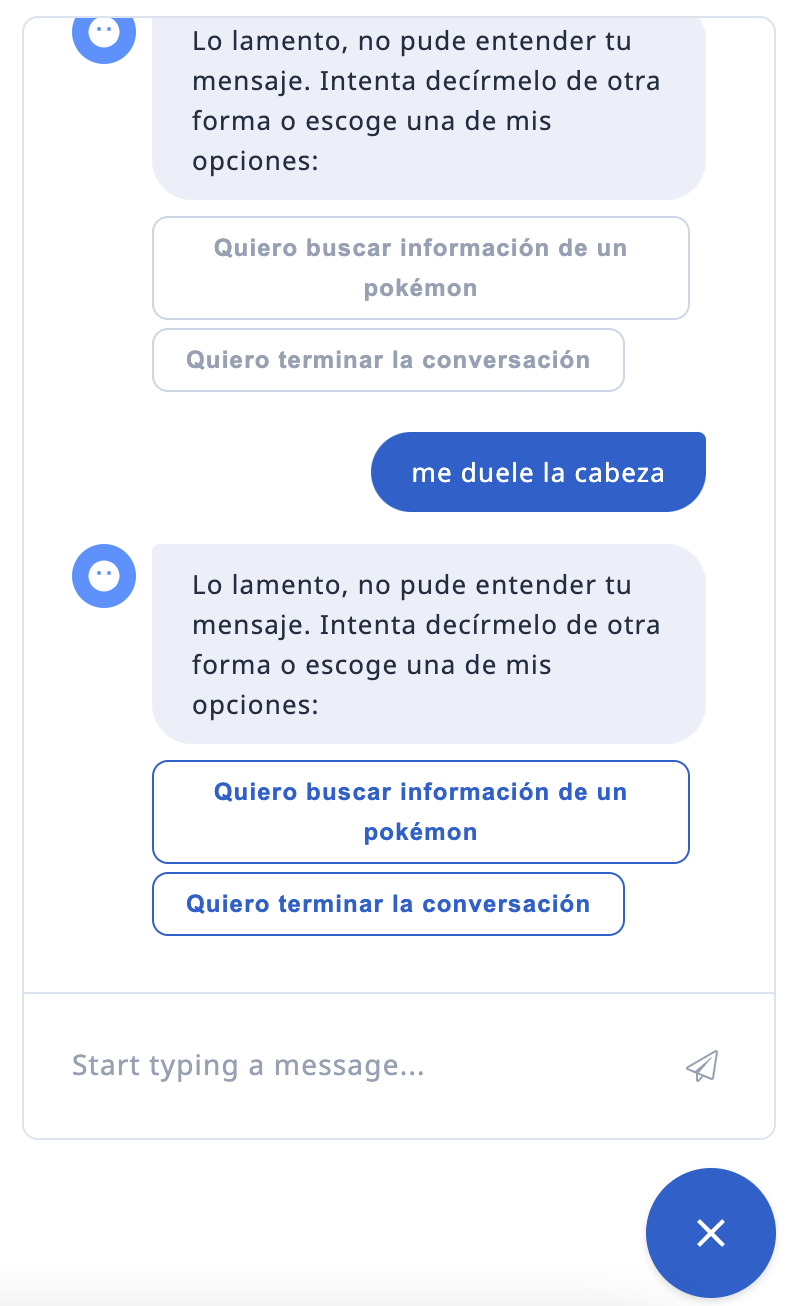 Lo lamento, no pude entender tu
mensaje. Intenta decírmelo de otra
forma o escoge una de mis
opciones:
Quiero buscar información de un
pokémon
Quiero terminar la conversación
me duele la cabeza
Lo lamento, no pude entender tu
mensaje. Intenta decírmelo de otra
forma o escoge una de mis
opciones:
Quiero buscar información de un
pokémon
Quiero terminar la conversación
Start typing a message...